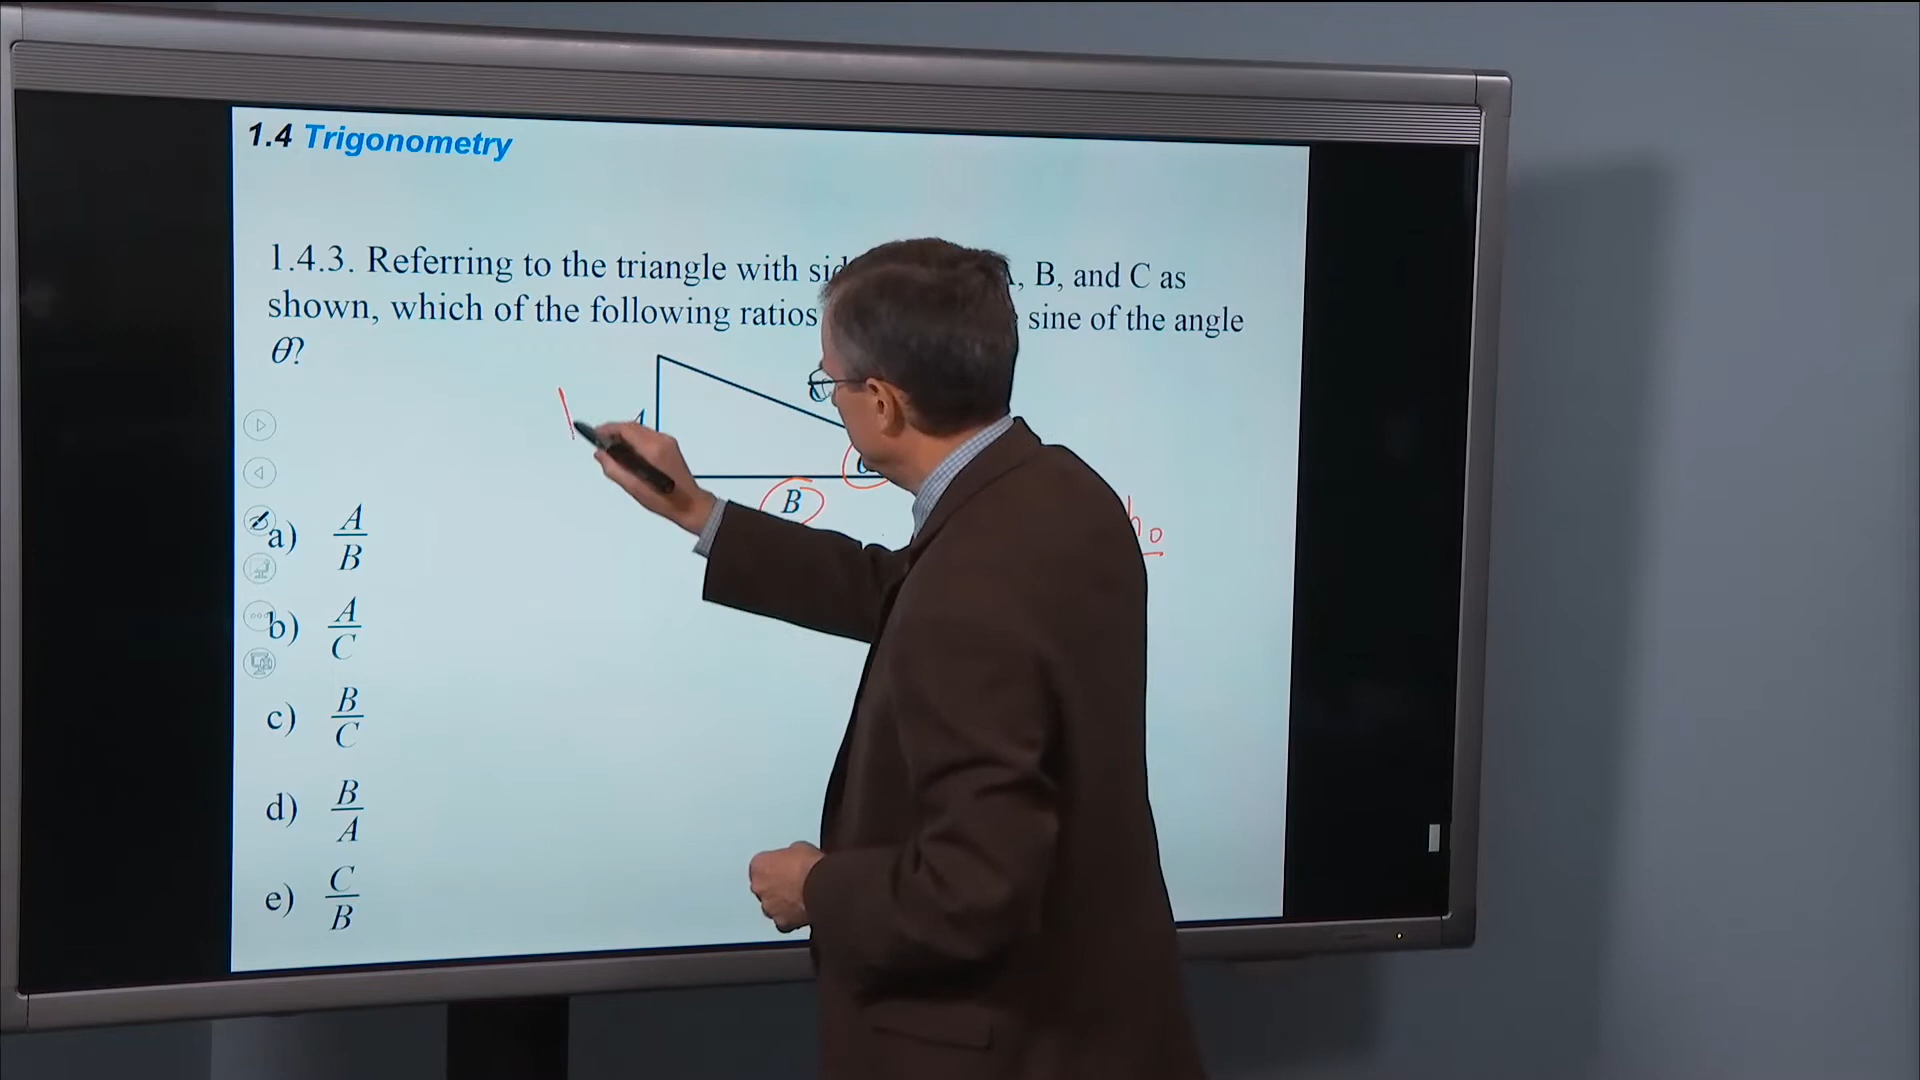 1.4 Trigonometry
1.4.3. Referring to the triangle with , B, and C as
shown, which of the following ratios sine of the angle
θ?
C
B
ho
a) A/B
b) A/C
c) B/C
d) B/A
e) C/B